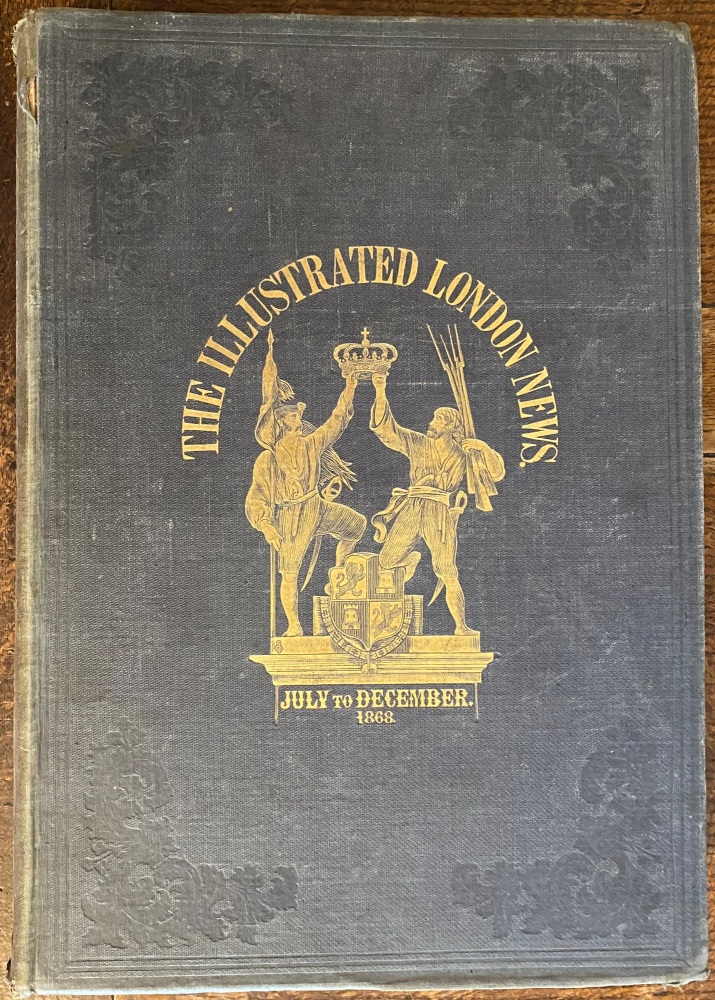 THE ILLUSTRATED LONDON NEWS.
JULY TO DECEMBER.
1868.